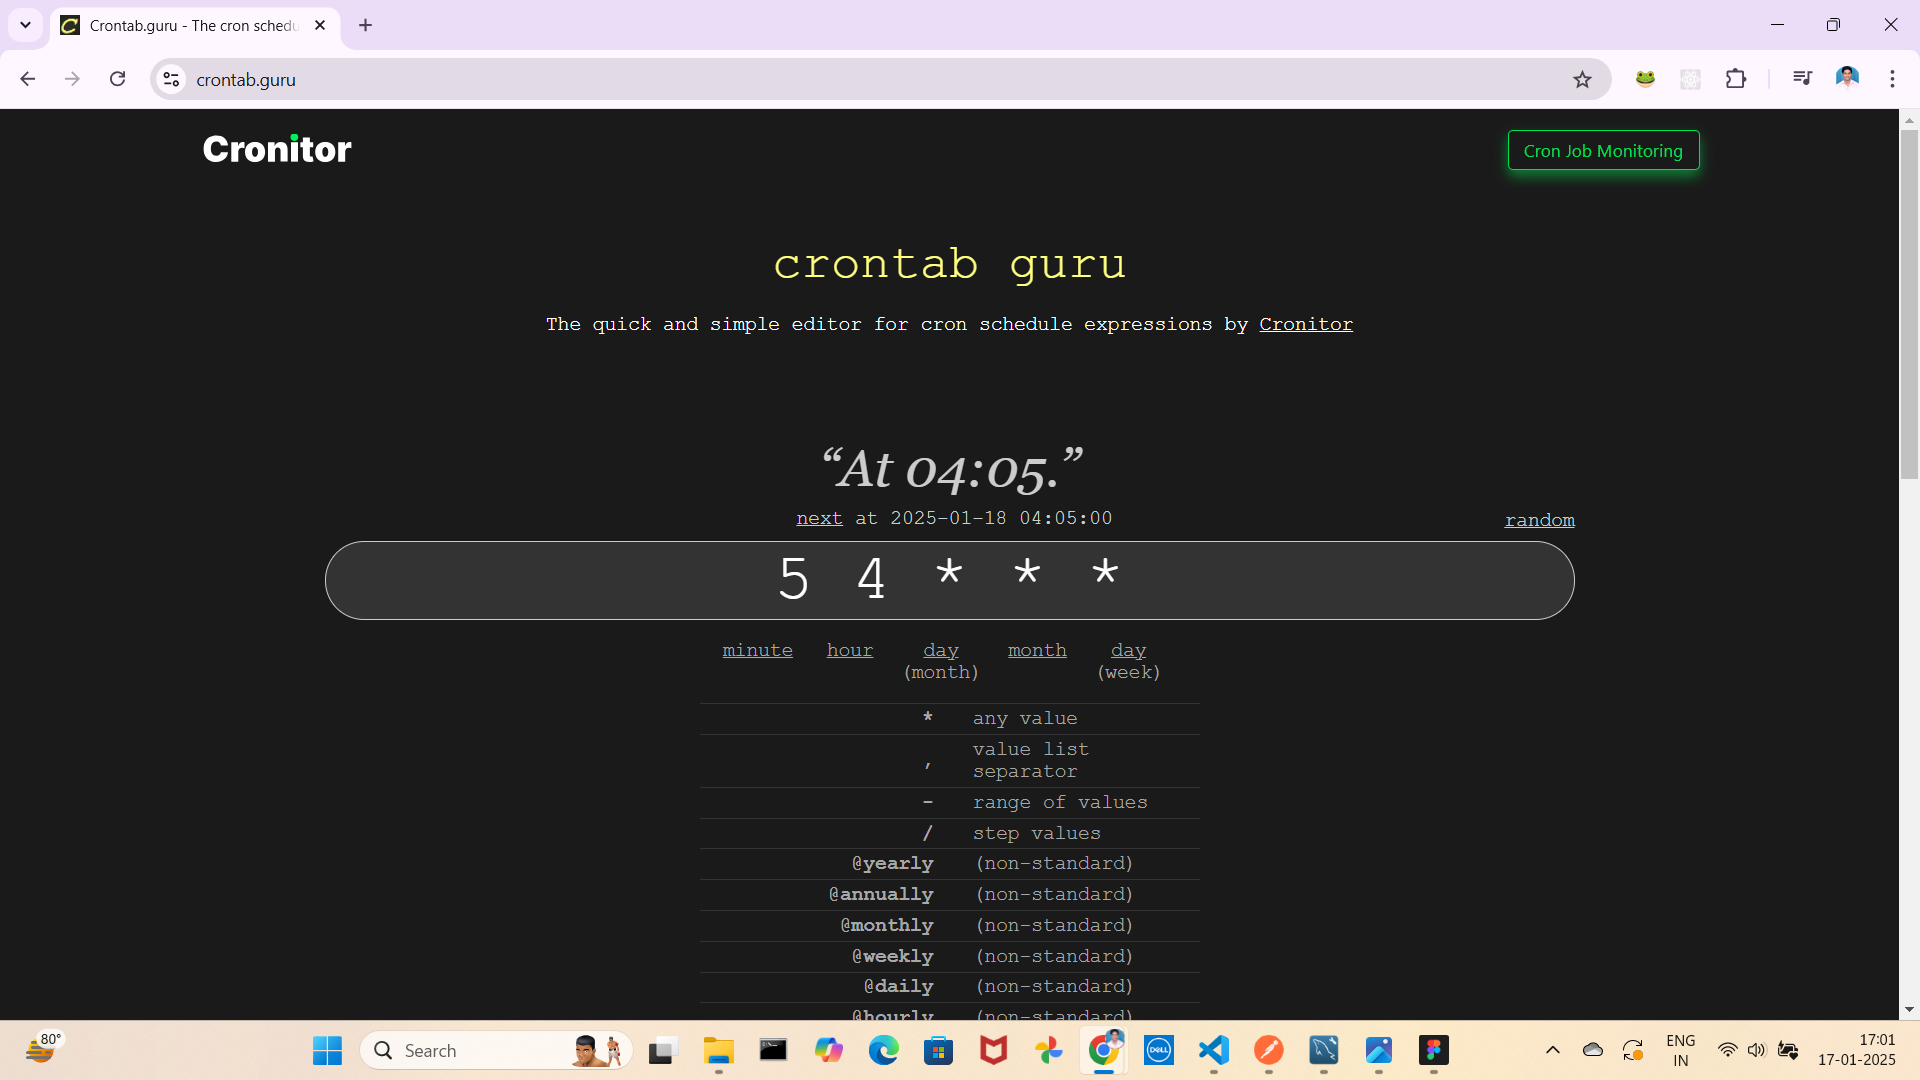 Crontab.guru - The cron schedu
crontab.guru
Cronitor
Cron Job Monitoring
crontab guru
The quick and simple editor for cron schedule expressions by Cronitor
“At 04:05.”
next at 2025-01-18 04:05:00
random
5 4 * * *
minute hour day (month) month day (week)
* any value
, value list separator
- range of values
/ step values
@yearly (non-standard)
@annually (non-standard)
@monthly (non-standard)
@weekly (non-standard)
@daily (non-standard)
@hourly (non-standard)
80°
Search
DELL
ENG
IN
17:01
17-01-2025